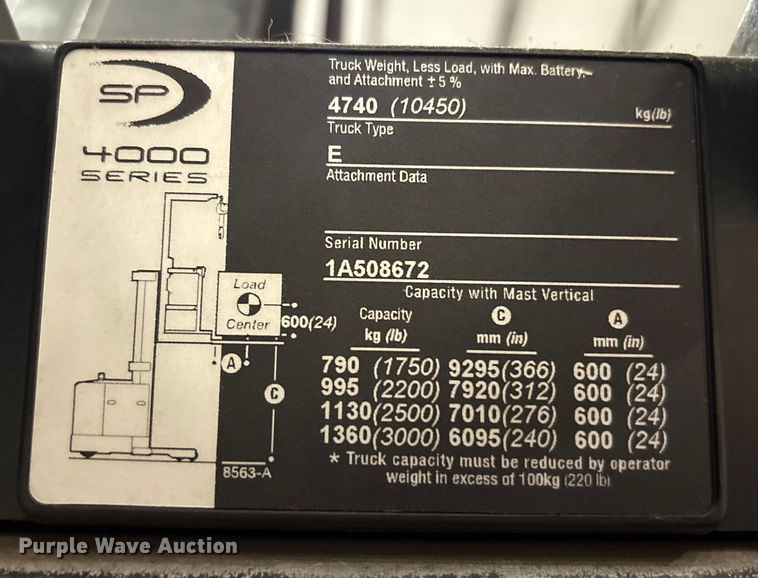 SP
4000
SERIES
Truck Weight, Less Load, with Max. Battery,
and Attachment ± 5 %
4740 (10450) kg(lb)
Truck Type
E
Attachment Data
Serial Number
1A508672
Capacity with Mast Vertical
Capacity C A
kg (lb) mm (in) mm (in)
790 (1750) 9295 (366) 600 (24)
995 (2200) 7920 (312) 600 (24)
1130 (2500) 7010 (276) 600 (24)
1360 (3000) 6095 (240) 600 (24)
* Truck capacity must be reduced by operator
weight in excess of 100kg (220 lb)
Load
Center
600(24)
A
C
8563-A
Purple Wave Auction